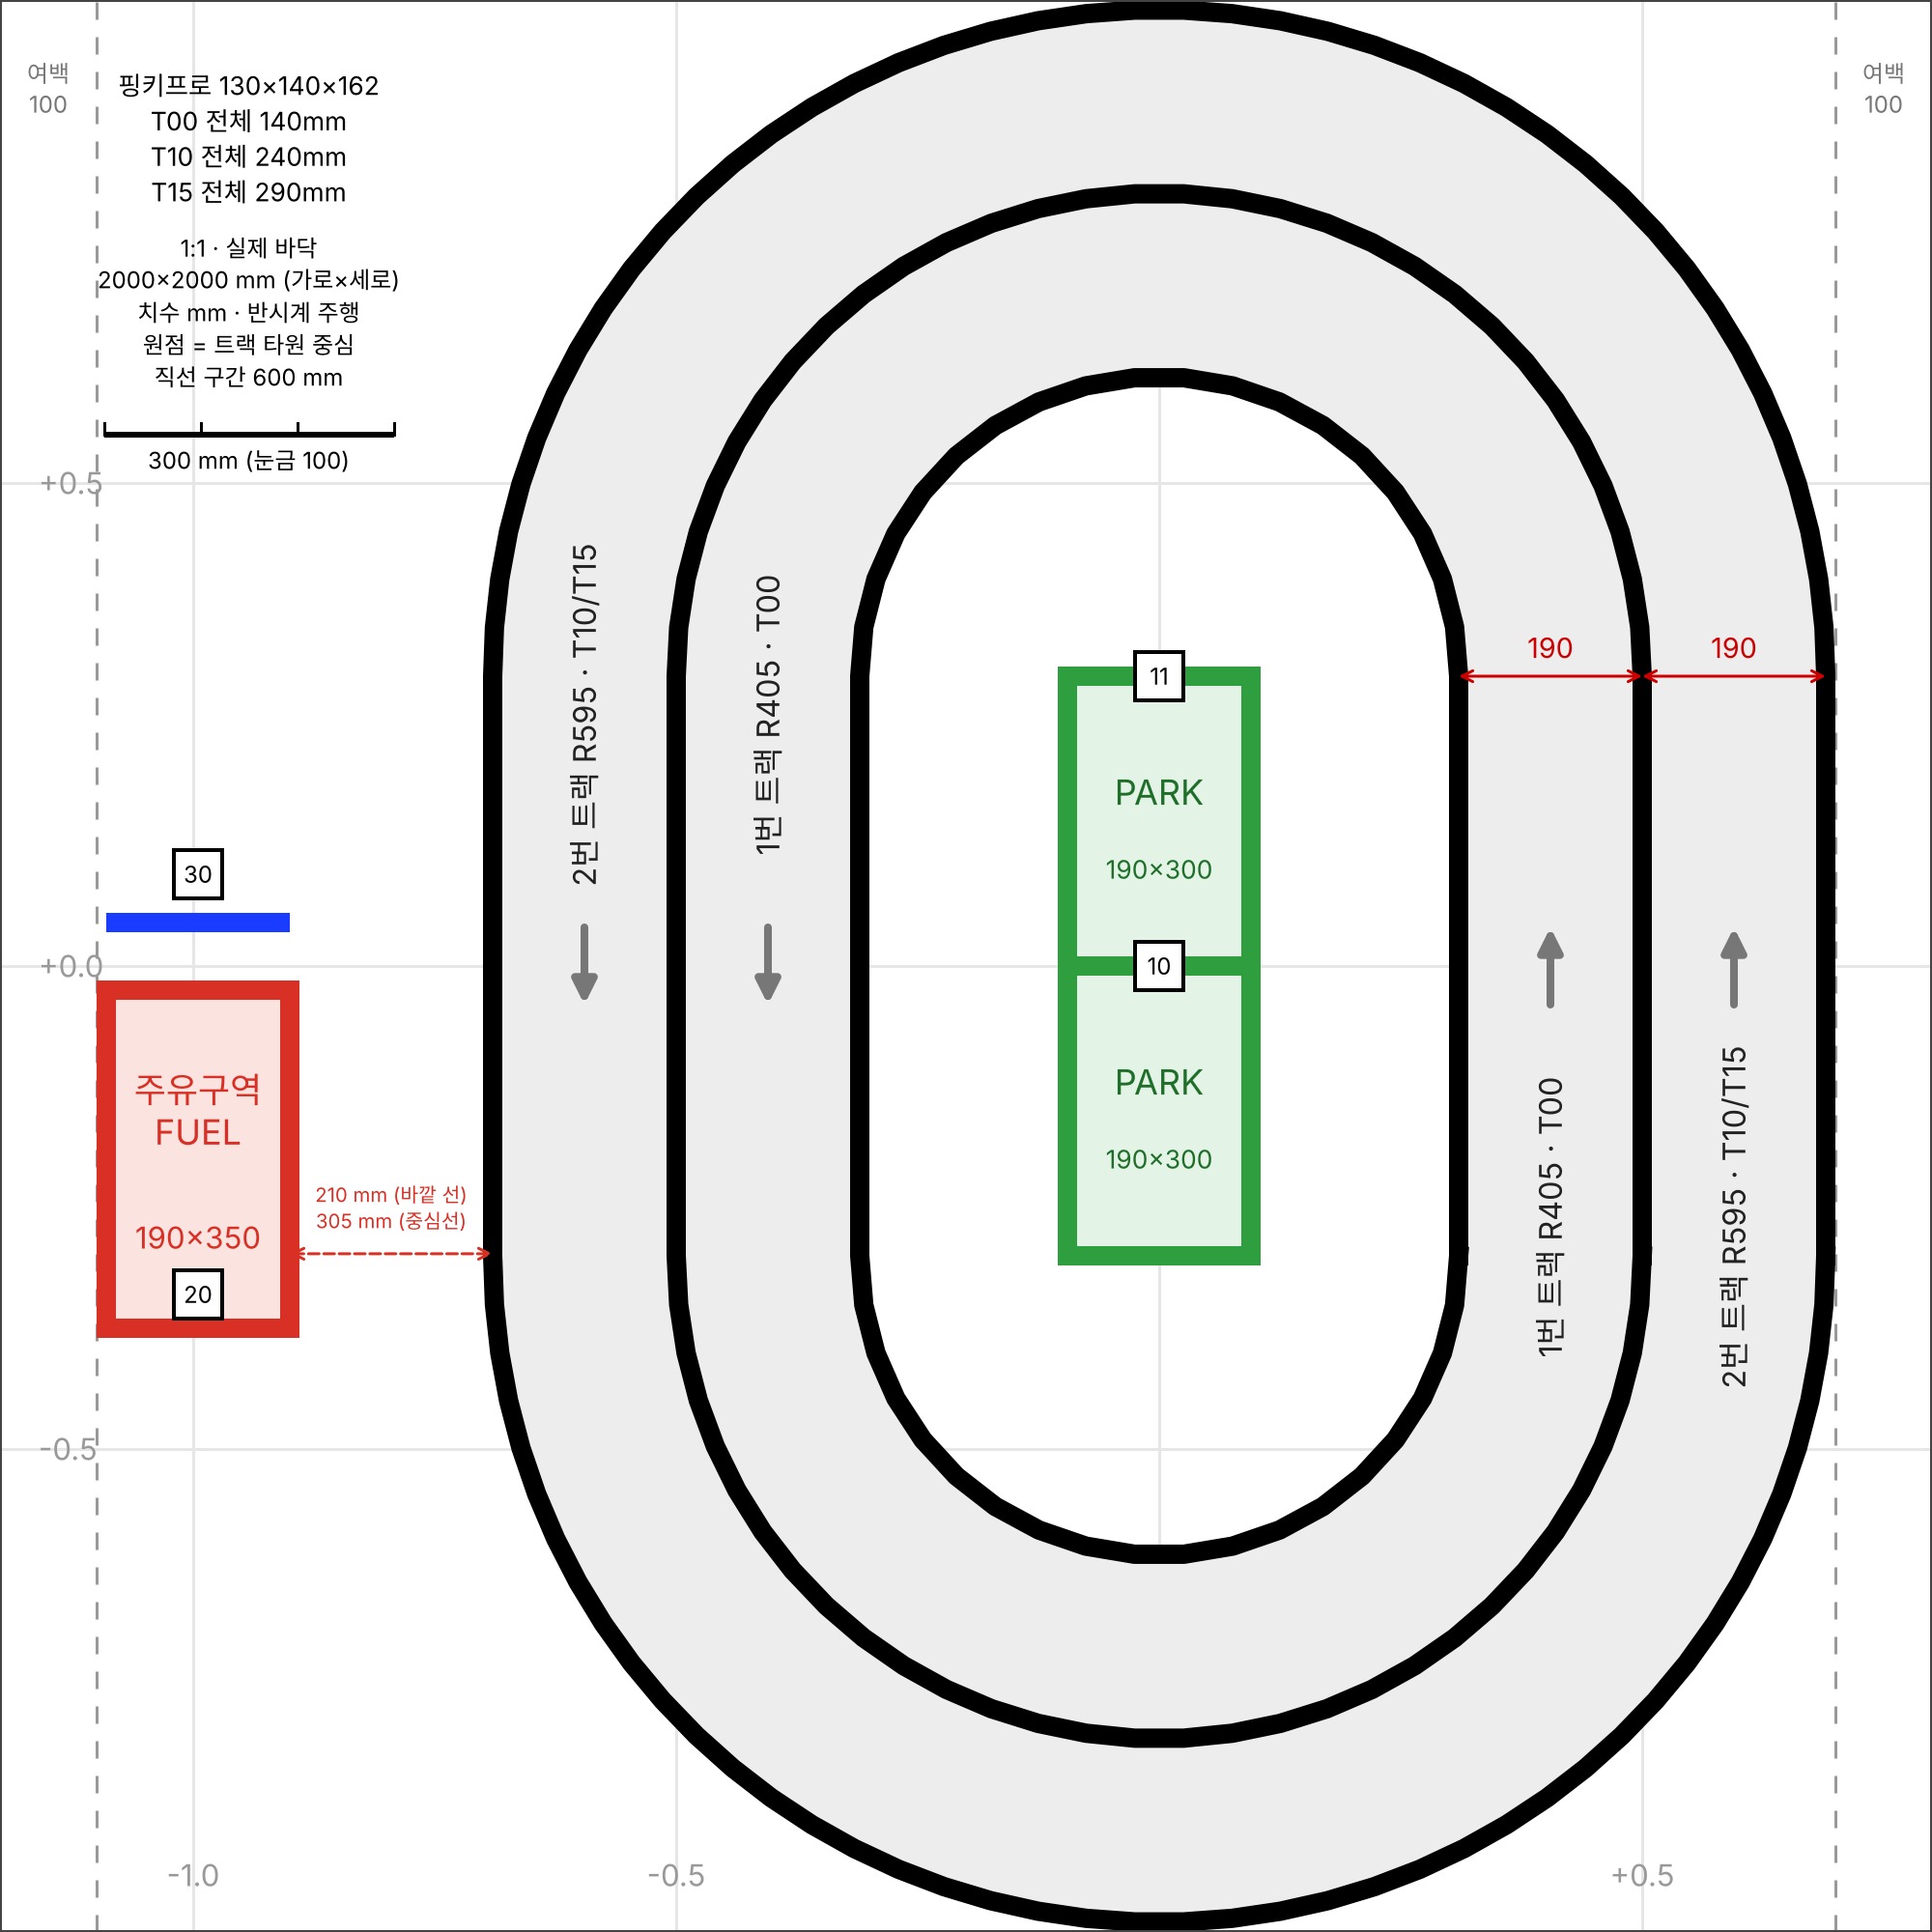 여백
100
핑키프로 130×140×162
T00 전체 140mm
T10 전체 240mm
T15 전체 290mm
1:1 · 실제 바닥
2000×2000 mm (가로×세로)
치수 mm · 반시계 주행
원점 = 트랙 타원 중심
직선 구간 600 mm
300 mm (눈금 100)
여백
100
+0.5
2번 트랙 R595 · T10/T15
1번 트랙 R405 · T00
190
190
11
PARK
190×300
30
+0.0
10
주유구역
FUEL
190×350
20
210 mm (바깥 선)
305 mm (중심선)
PARK
190×300
1번 트랙 R405 · T00
2번 트랙 R595 · T10/T15
-0.5
-1.0
-0.5
+0.5